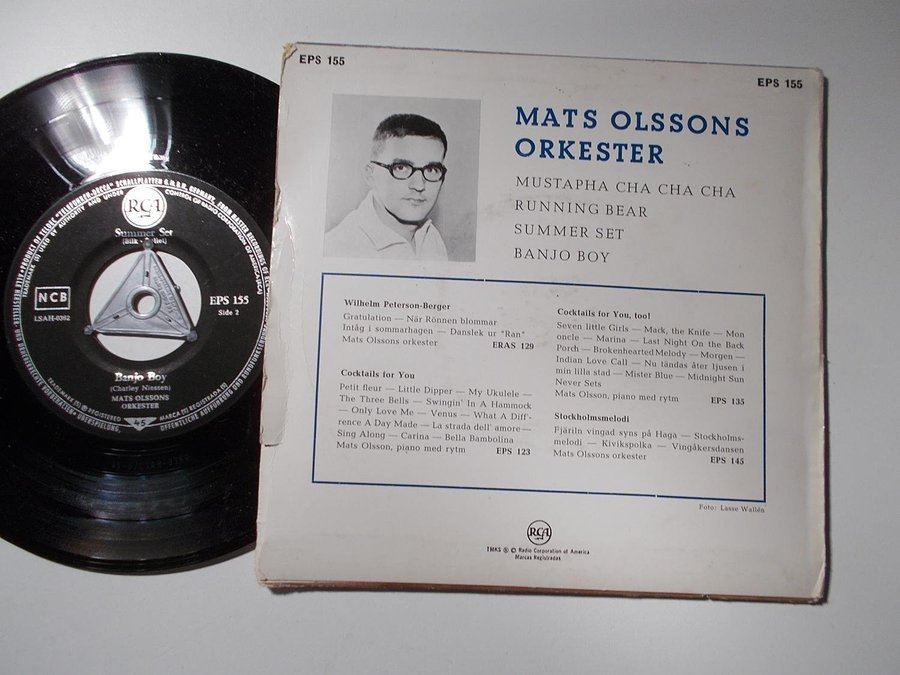 EPS 155
EPS 155
MATS OLSSONS
ORKESTER
MUSTAPHA CHA CHA CHA
RUNNING BEAR
SUMMER SET
BANJO BOY
Wilhelm Peterson-Berger
Gratulation — När Rönnen blommar
Intåg i sommarhagen — Danslek ur "Ran"
Mats Olssons orkester ERAS 129
Cocktails for You
Petit fleur — Little Dipper — My Ukulele —
The Three Bells — Swingin' In A Hammock
— Only Love Me — Venus — What A Diff-
rence A Day Made — La strada dell' amore—
Sing Along — Carina — Bella Bambolina
Mats Olsson, piano med rytm EPS 123
Cocktails for You, too!
Seven little Girls — Mack, the Knife — Mon
oncle — Marina — Last Night On the Back
Porch — Brokenhearted Melody — Morgen —
Indian Love Call — Nu tändas åter ljusen i
min lilla stad — Mister Blue — Midnight Sun
Never Sets
Mats Olsson, piano med rytm EPS 135
Stockholmsmelodi
Fjäriln vingad syns på Haga — Stockholms-
melodi — Kivikspolka — Vingåkersdansen
Mats Olssons orkester EPS 145
Foto: Lasse Wallén
RCA
TMKS ® © Radio Corporation of America
Marcas Registradas
RCA
Summer Set
NCB
LSAH-0362
EPS 155
Side 2
Banjo Boy
(Charley Niessen)
MATS OLSSONS
ORKESTER
45
TRADEMARK (S) ® REGISTERED
MARCA (S) REGISTRADA (S)